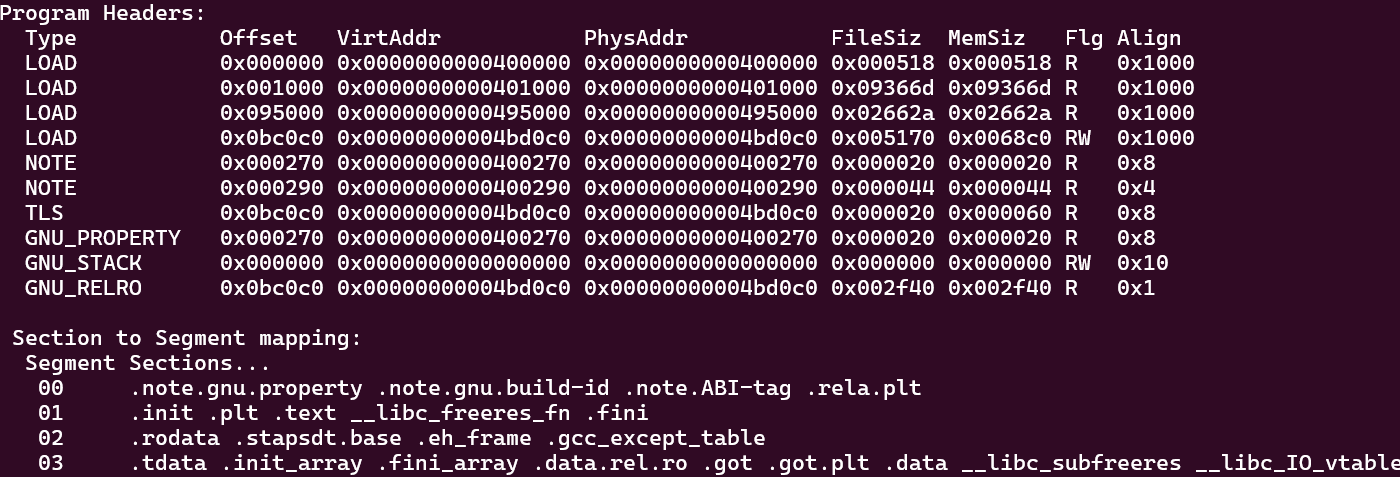 Program Headers:
  Type           Offset   VirtAddr           PhysAddr           FileSiz  MemSiz   Flg Align
  LOAD           0x000000 0x0000000000400000 0x0000000000400000 0x000518 0x000518 R   0x1000
  LOAD           0x001000 0x0000000000401000 0x0000000000401000 0x09366d 0x09366d R   0x1000
  LOAD           0x095000 0x0000000000495000 0x0000000000495000 0x02662a 0x02662a R   0x1000
  LOAD           0x0bc0c0 0x00000000004bd0c0 0x00000000004bd0c0 0x005170 0x0068c0 RW  0x1000
  NOTE           0x000270 0x0000000000400270 0x0000000000400270 0x000020 0x000020 R   0x8
  NOTE           0x000290 0x0000000000400290 0x0000000000400290 0x000044 0x000044 R   0x4
  TLS            0x0bc0c0 0x00000000004bd0c0 0x00000000004bd0c0 0x000020 0x000060 R   0x8
  GNU_PROPERTY   0x000270 0x0000000000400270 0x0000000000400270 0x000020 0x000020 R   0x8
  GNU_STACK      0x000000 0x0000000000000000 0x0000000000000000 0x000000 0x000000 RW  0x10
  GNU_RELRO      0x0bc0c0 0x00000000004bd0c0 0x00000000004bd0c0 0x002f40 0x002f40 R   0x1

 Section to Segment mapping:
  Segment Sections...
   00     .note.gnu.property .note.gnu.build-id .note.ABI-tag .rela.plt
   01     .init .plt .text __libc_freeres_fn .fini
   02     .rodata .stapsdt.base .eh_frame .gcc_except_table
   03     .tdata .init_array .fini_array .data.rel.ro .got .got.plt .data __libc_subfreeres __libc_IO_vtable